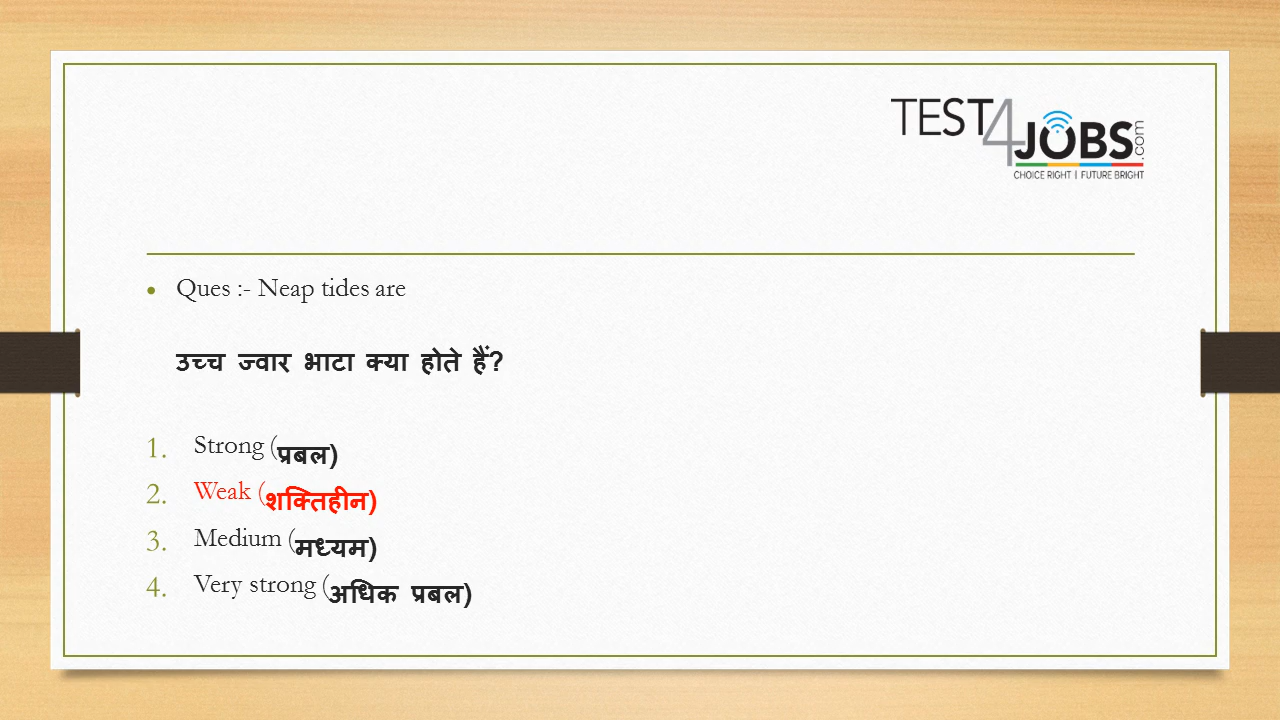 TEST4JOBS.com
CHOICE RIGHT | FUTURE BRIGHT
• Ques :- Neap tides are
उच्च ज्वार भाटा क्या होते हैं?
1. Strong (प्रबल)
2. Weak (शक्तिहीन)
3. Medium (मध्यम)
4. Very strong (अधिक प्रबल)